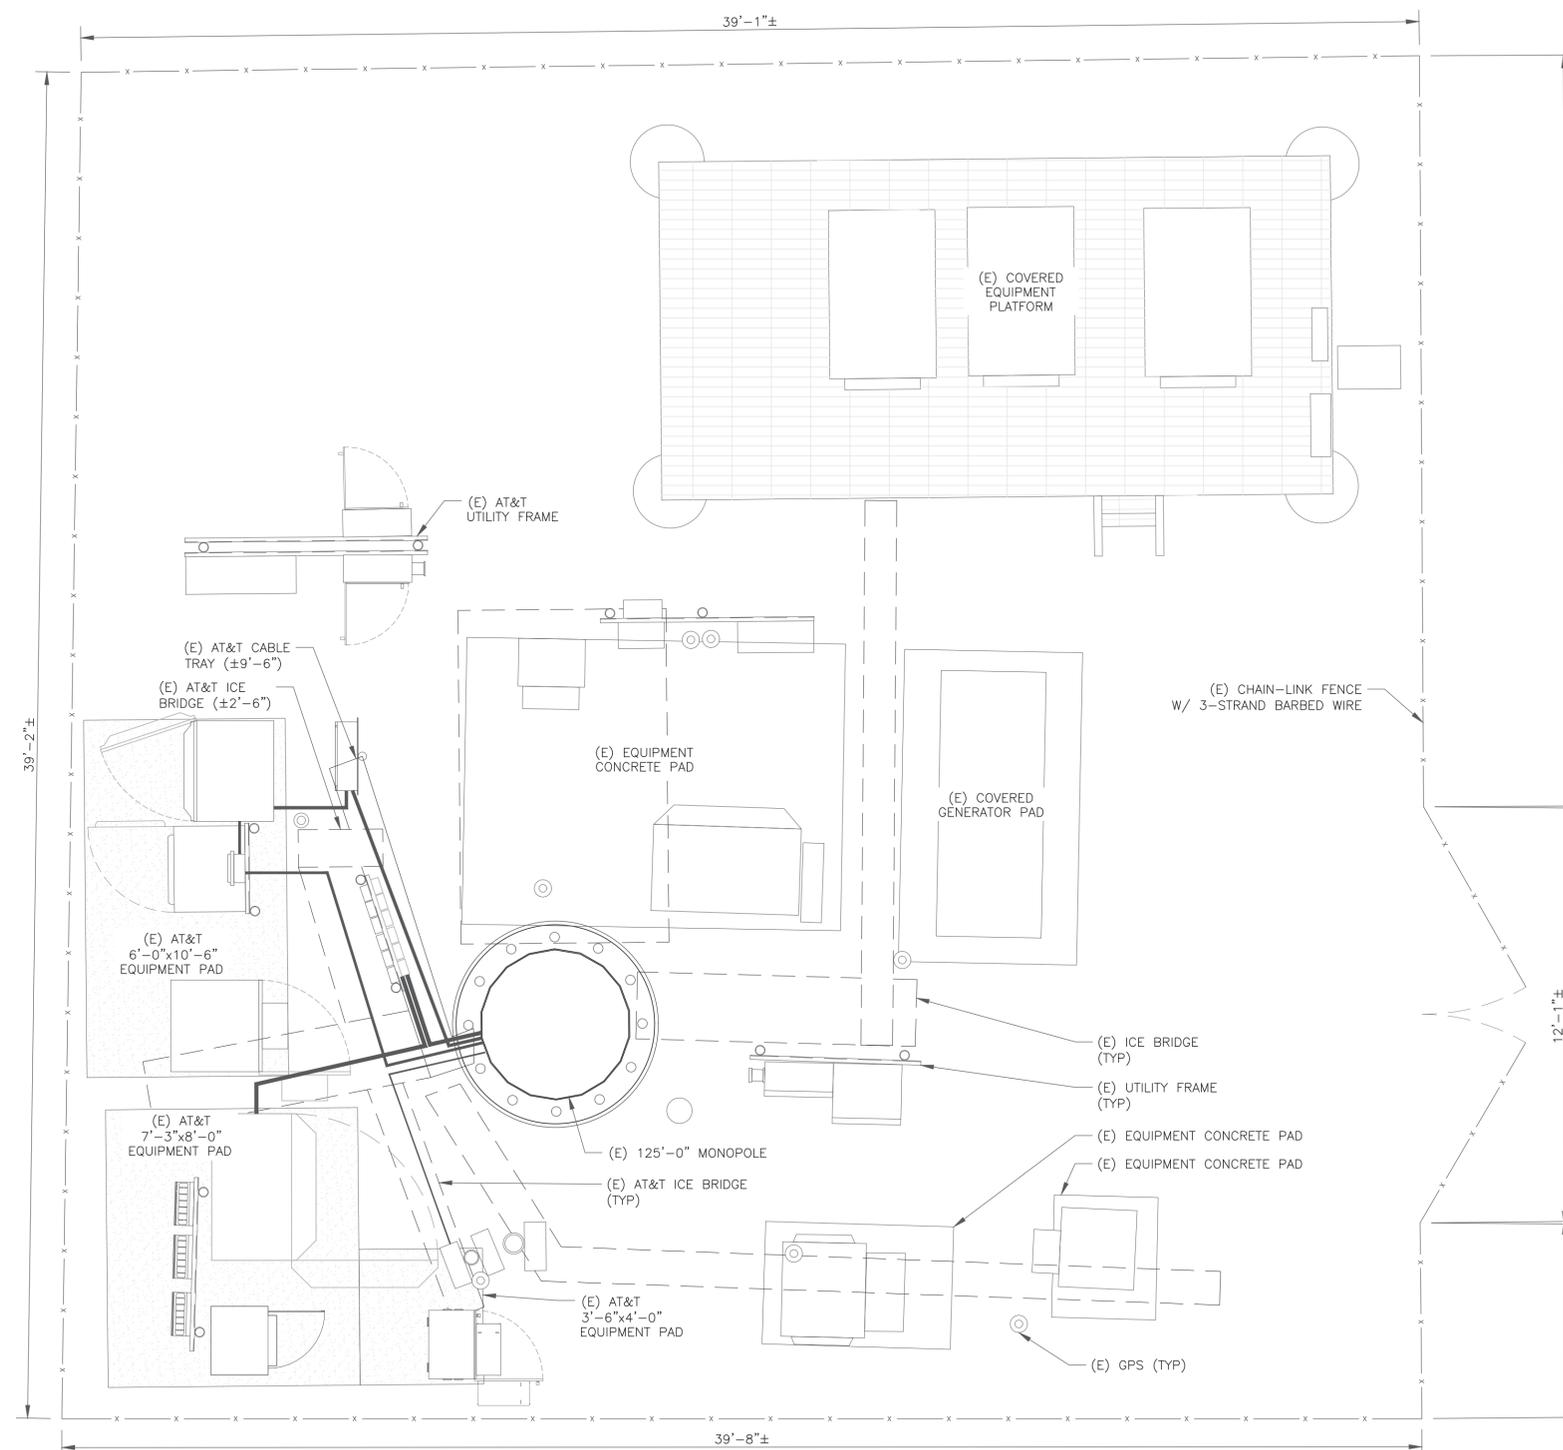 39'-1"±
(E) COVERED
EQUIPMENT
PLATFORM
(E) AT&T
UTILITY FRAME
(E) AT&T CABLE
TRAY (±9'-6")
(E) AT&T ICE
BRIDGE (±2'-6")
(E) CHAIN-LINK FENCE
W/ 3-STRAND BARBED WIRE
39'-2"±
(E) EQUIPMENT
CONCRETE PAD
(E) COVERED
GENERATOR PAD
(E) AT&T
6'-0"x10'-6"
EQUIPMENT PAD
12'-1"±
(E) ICE BRIDGE
(TYP)
(E) UTILITY FRAME
(TYP)
(E) AT&T
7'-3"x8'-0"
EQUIPMENT PAD
(E) EQUIPMENT CONCRETE PAD
(E) 125'-0" MONOPOLE
(E) EQUIPMENT CONCRETE PAD
(E) AT&T ICE BRIDGE
(TYP)
(E) AT&T
3'-6"x4'-0"
EQUIPMENT PAD
(E) GPS (TYP)
39'-8"±